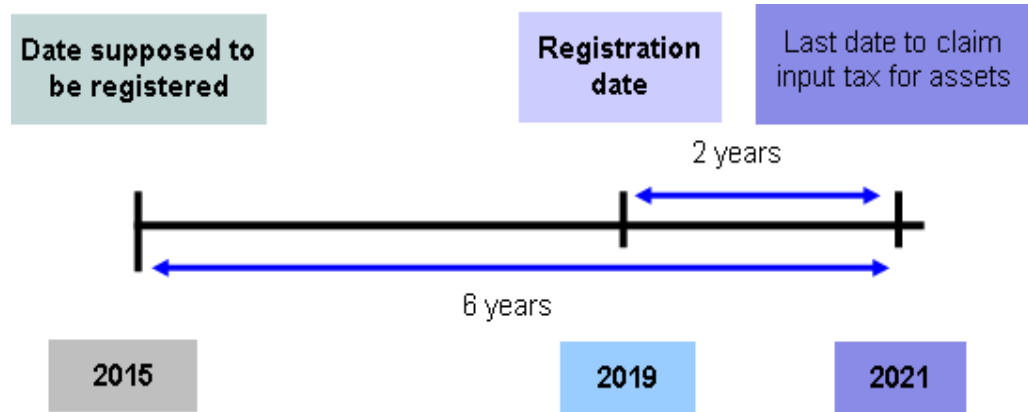 Date supposed to
be registered
Registration
date
Last date to claim
input tax for assets
2 years
6 years
2015
2019
2021